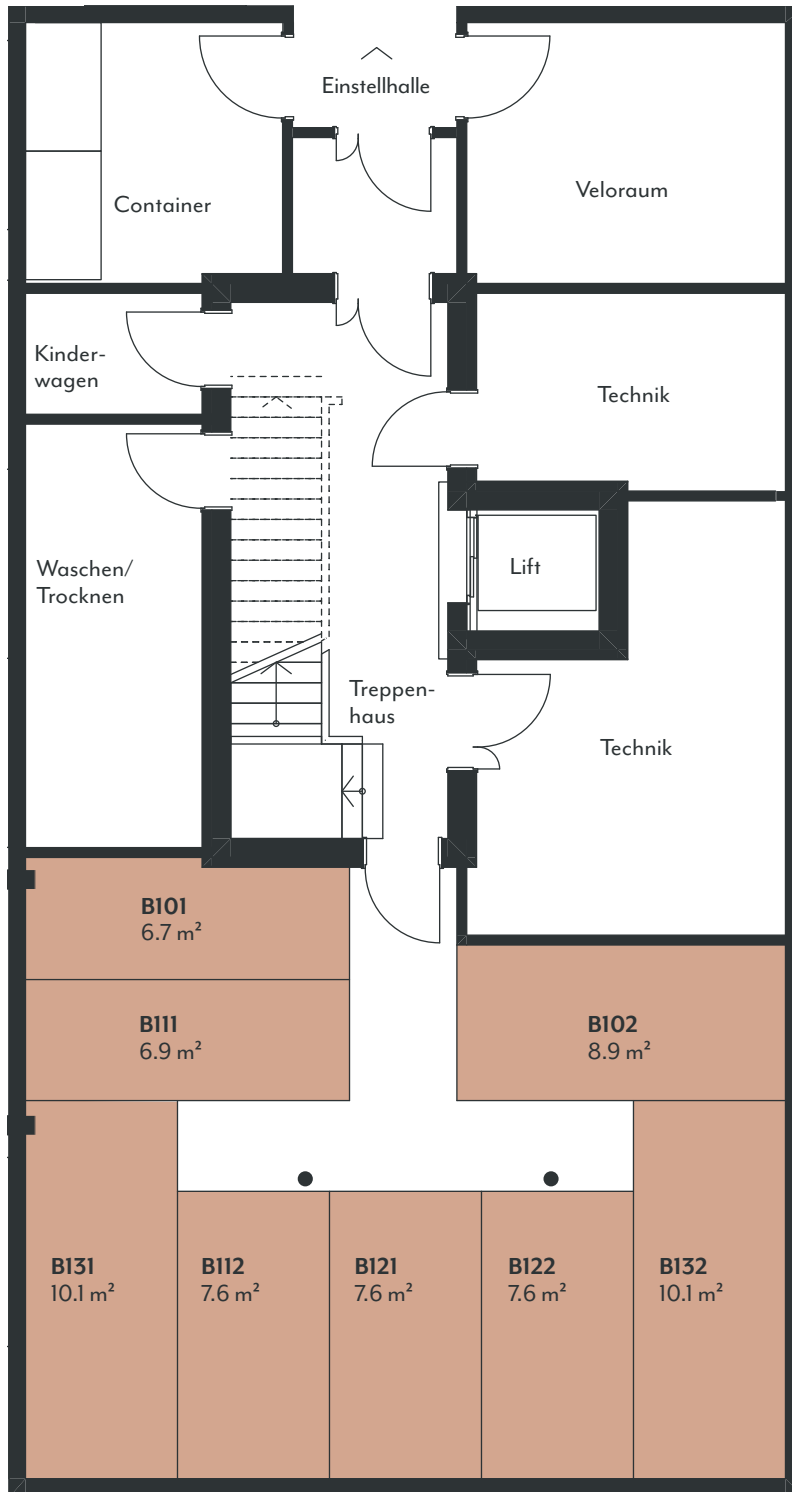 Einstellhalle
Container
Veloraum
Kinder-
wagen
Technik
Waschen/
Trocknen
Lift
Treppen-
haus
Technik
B101
6.7 m²
B111
6.9 m²
B102
8.9 m²
B131
10.1 m²
B112
7.6 m²
B121
7.6 m²
B122
7.6 m²
B132
10.1 m²